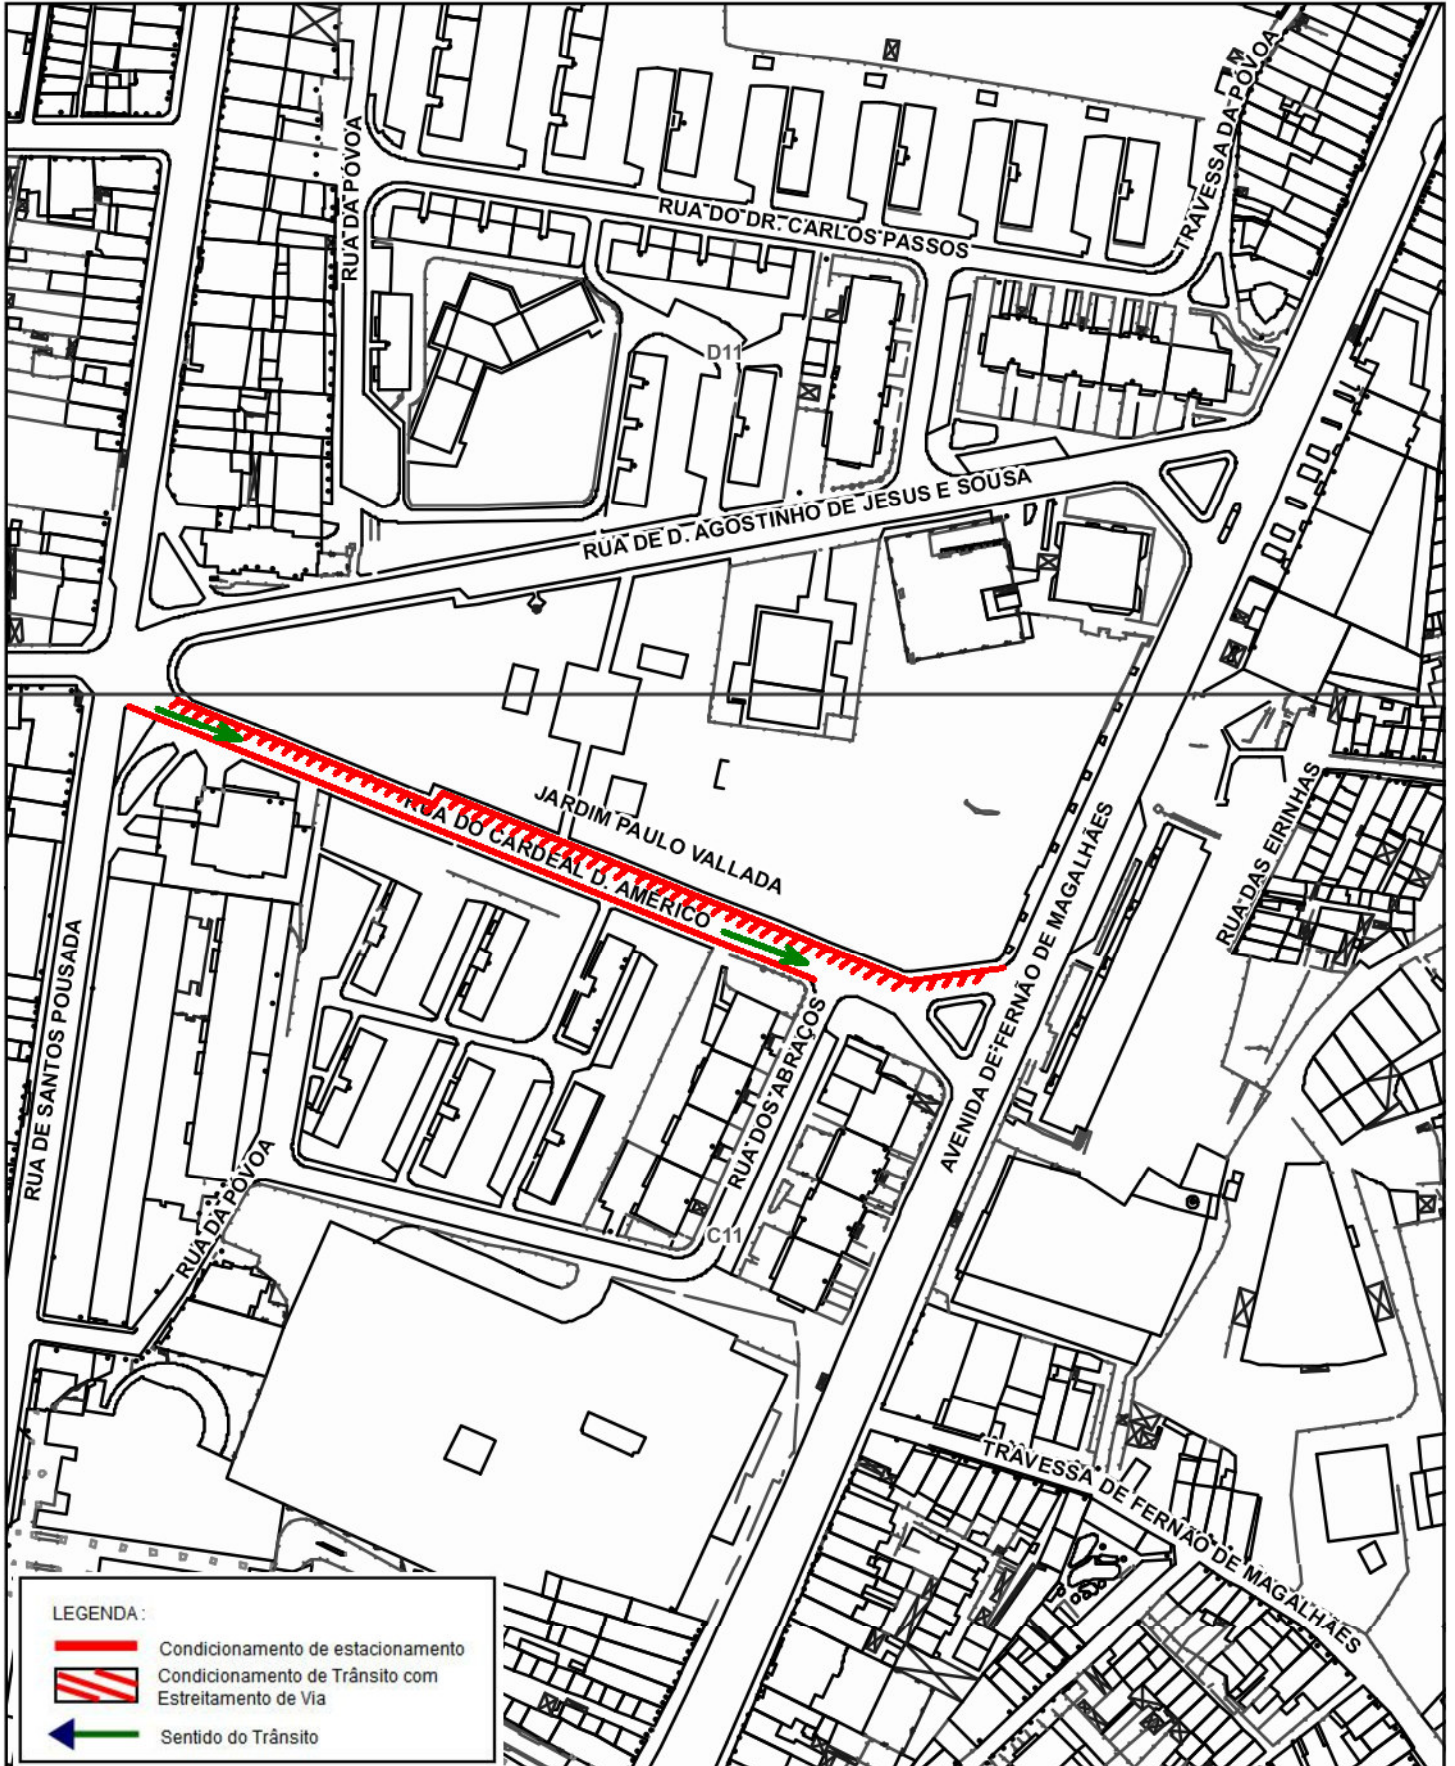 TRAVESSA DA PÓVOA
RUA DA PÓVOA
RUA DO DR. CARLOS PASSOS
D11
RUA DE D. AGOSTINHO DE JESUS E SOUSA
JARDIM PAULO VALLADA
RUA DO CARDEAL D. AMÉRICO
RUA DAS EIRINHAS
AVENIDA DE FERNÃO DE MAGALHÃES
RUA DE SANTOS POUSADA
RUA DOS ABRAÇOS
RUA DA PÓVOA
C11
TRAVESSA DE FERNÃO DE MAGALHÃES
LEGENDA :
Condicionamento de estacionamento
Condicionamento de Trânsito com
Estreitamento de Via
Sentido do Trânsito